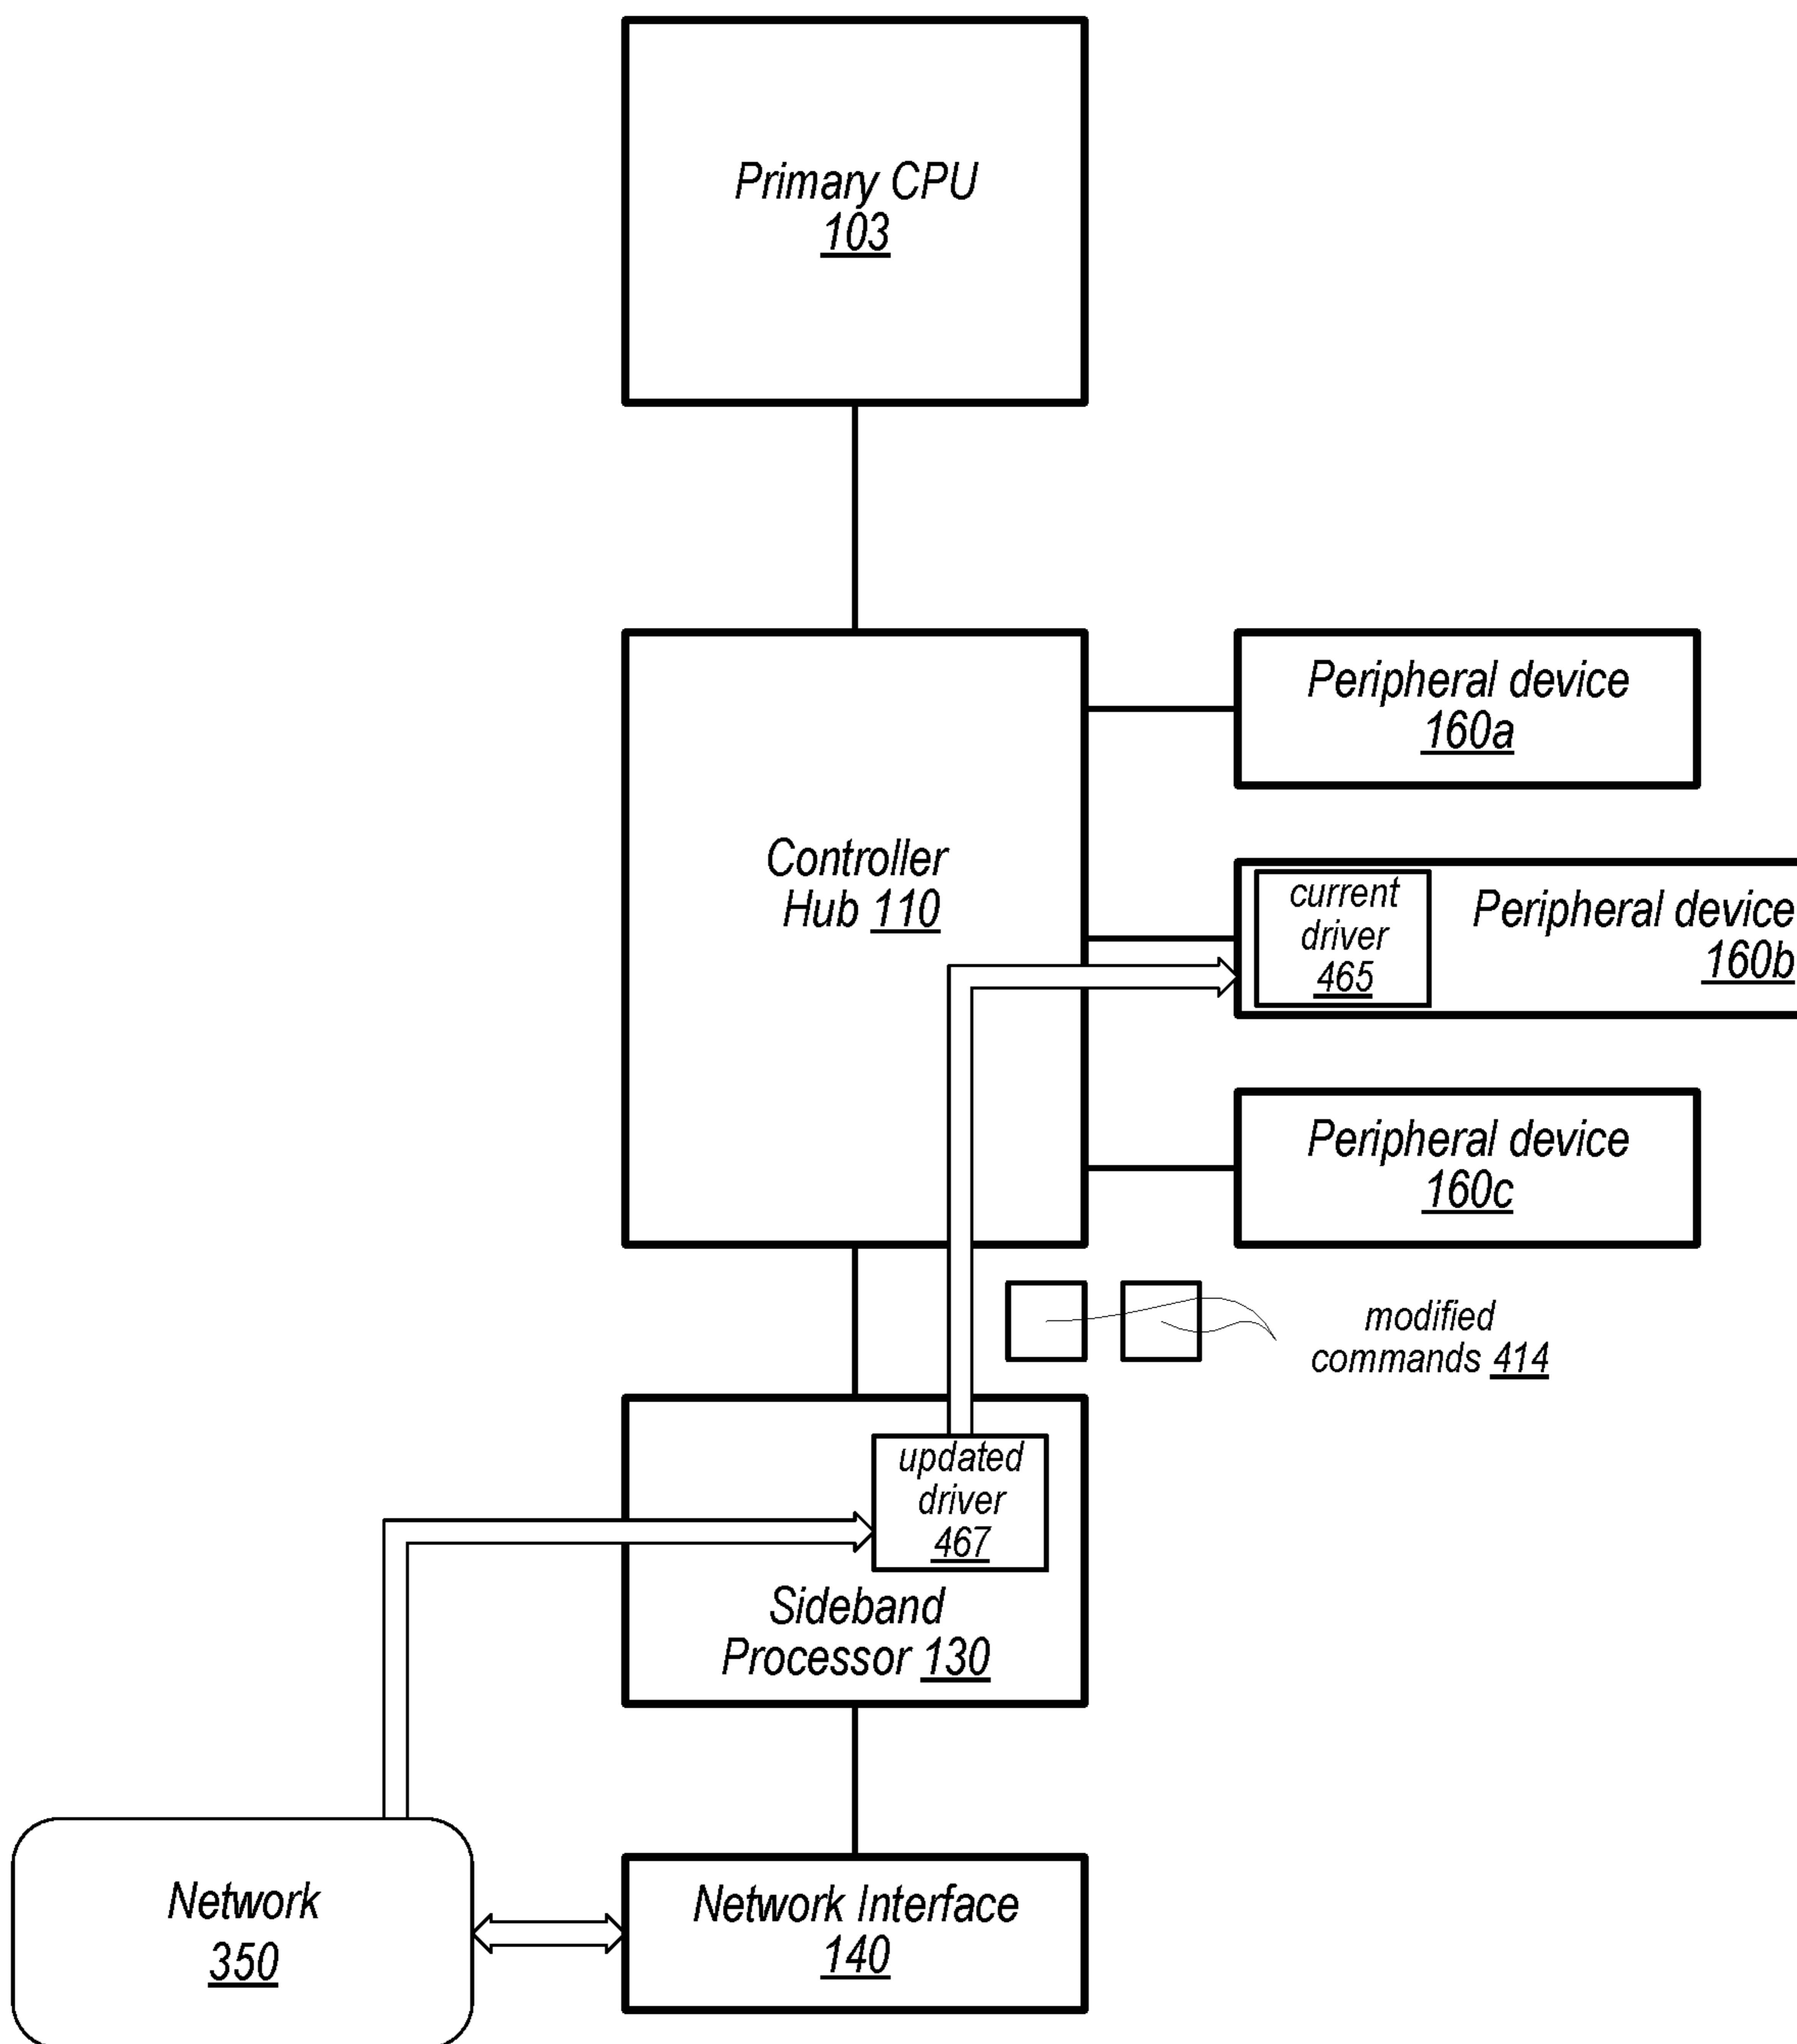 Primary CPU
103
Controller
Hub 110
Peripheral device
160a
current
driver
465
Peripheral device
160b
Peripheral device
160c
modified
commands 414
updated
driver
467
Sideband
Processor 130
Network
350
Network Interface
140